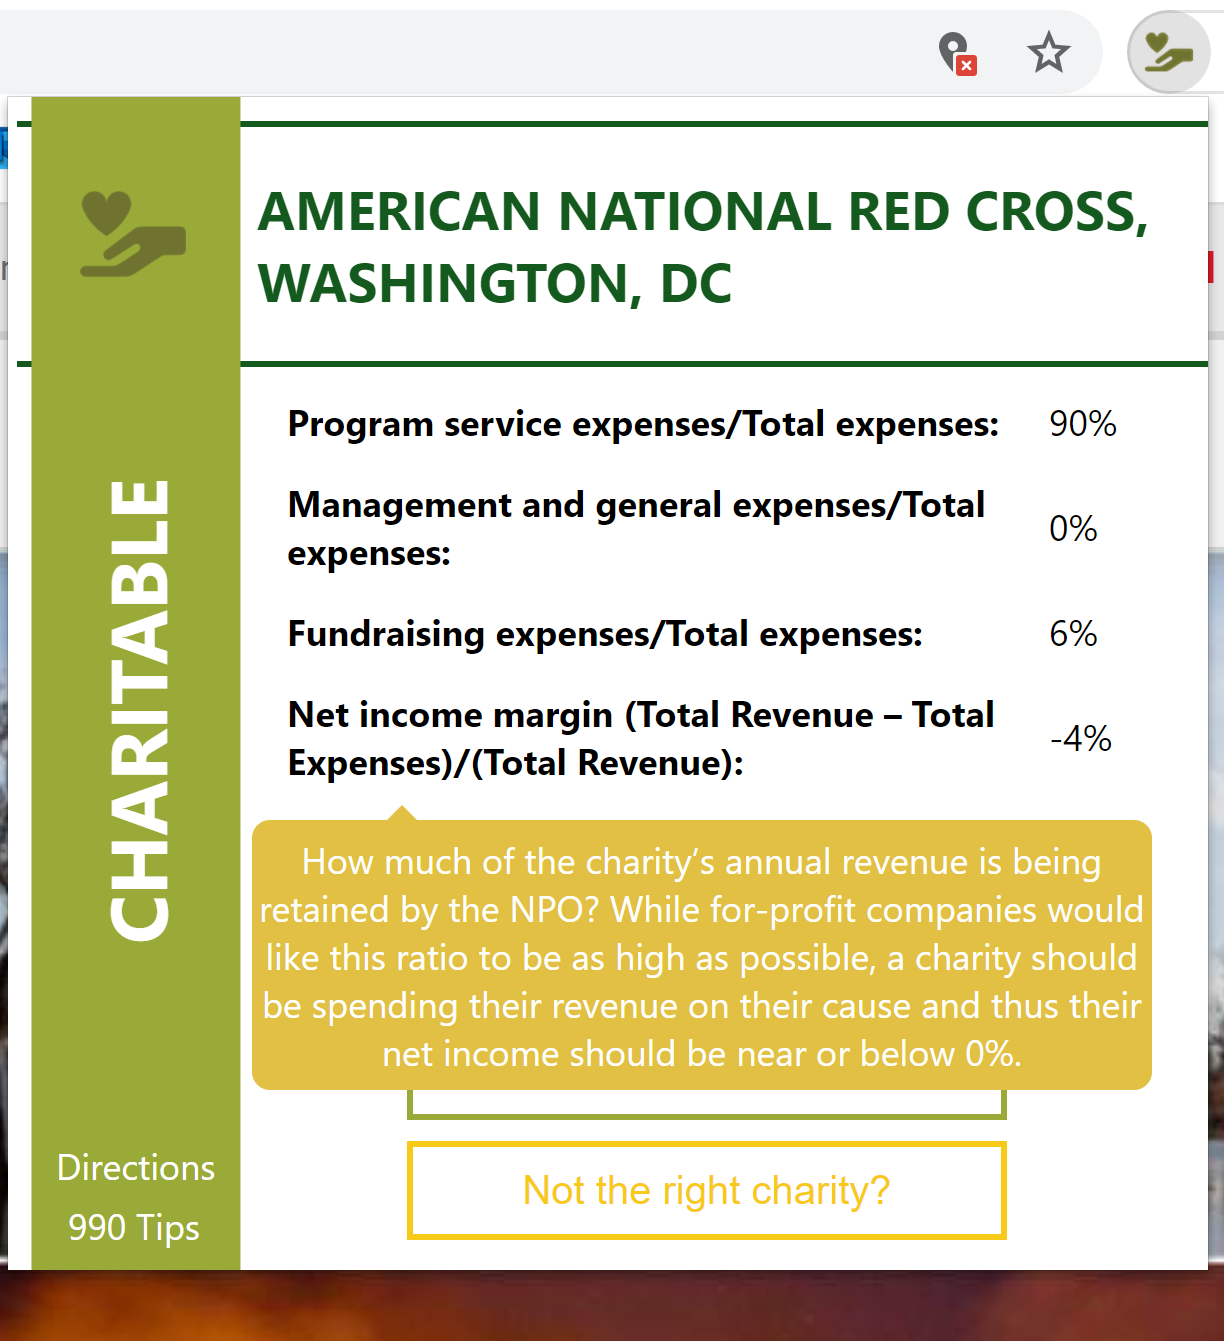 AMERICAN NATIONAL RED CROSS,
WASHINGTON, DC
Program service expenses/Total expenses: 90%
Management and general expenses/Total
expenses: 0%
Fundraising expenses/Total expenses: 6%
Net income margin (Total Revenue – Total
Expenses)/(Total Revenue): -4%
How much of the charity’s annual revenue is being
retained by the NPO? While for-profit companies would
like this ratio to be as high as possible, a charity should
be spending their revenue on their cause and thus their
net income should be near or below 0%.
Not the right charity?
CHARITABLE
Directions
990 Tips